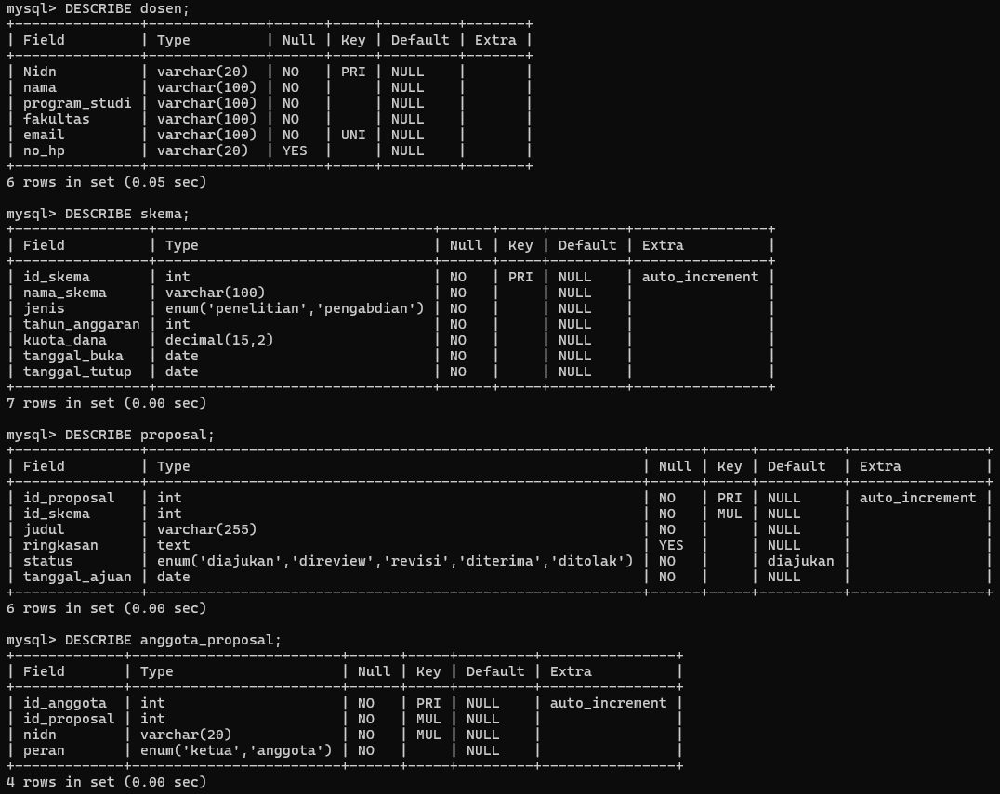 mysql> DESCRIBE dosen;
+---------------+--------------+------+-----+---------+-------+
| Field         | Type         | Null | Key | Default | Extra |
+---------------+--------------+------+-----+---------+-------+
| Nidn          | varchar(20)  | NO   | PRI | NULL    |       |
| nama          | varchar(100) | NO   |     | NULL    |       |
| program_studi | varchar(100) | NO   |     | NULL    |       |
| fakultas      | varchar(100) | NO   |     | NULL    |       |
| email         | varchar(100) | NO   | UNI | NULL    |       |
| no_hp         | varchar(20)  | YES  |     | NULL    |       |
+---------------+--------------+------+-----+---------+-------+
6 rows in set (0.05 sec)
mysql> DESCRIBE skema;
+----------------+---------------------------------+------+-----+---------+----------------+
| Field          | Type                            | Null | Key | Default | Extra          |
+----------------+---------------------------------+------+-----+---------+----------------+
| id_skema       | int                             | NO   | PRI | NULL    | auto_increment |
| nama_skema     | varchar(100)                    | NO   |     | NULL    |                |
| jenis          | enum('penelitian','pengabdian') | NO   |     | NULL    |                |
| tahun_anggaran | int                             | NO   |     | NULL    |                |
| kuota_dana     | decimal(15,2)                   | NO   |     | NULL    |                |
| tanggal_buka   | date                            | NO   |     | NULL    |                |
| tanggal_tutup  | date                            | NO   |     | NULL    |                |
+----------------+---------------------------------+------+-----+---------+----------------+
7 rows in set (0.00 sec)
mysql> DESCRIBE proposal;
+---------------+----------------------------------------------------------+------+-----+----------+----------------+
| Field         | Type                                                     | Null | Key | Default  | Extra          |
+---------------+----------------------------------------------------------+------+-----+----------+----------------+
| id_proposal   | int                                                      | NO   | PRI | NULL     | auto_increment |
| id_skema      | int                                                      | NO   | MUL | NULL     |                |
| judul         | varchar(255)                                             | NO   |     | NULL     |                |
| ringkasan     | text                                                     | YES  |     | NULL     |                |
| status        | enum('diajukan','direview','revisi','diterima','ditolak') | NO   |     | diajukan |                |
| tanggal_ajuan | date                                                     | NO   |     | NULL     |                |
+---------------+----------------------------------------------------------+------+-----+----------+----------------+
6 rows in set (0.00 sec)
mysql> DESCRIBE anggota_proposal;
+-------------+-------------------------+------+-----+---------+----------------+
| Field       | Type                    | Null | Key | Default | Extra          |
+-------------+-------------------------+------+-----+---------+----------------+
| id_anggota  | int                     | NO   | PRI | NULL    | auto_increment |
| id_proposal | int                     | NO   | MUL | NULL    |                |
| nidn        | varchar(20)             | NO   | MUL | NULL    |                |
| peran       | enum('ketua','anggota') | NO   |     | NULL    |                |
+-------------+-------------------------+------+-----+---------+----------------+
4 rows in set (0.00 sec)